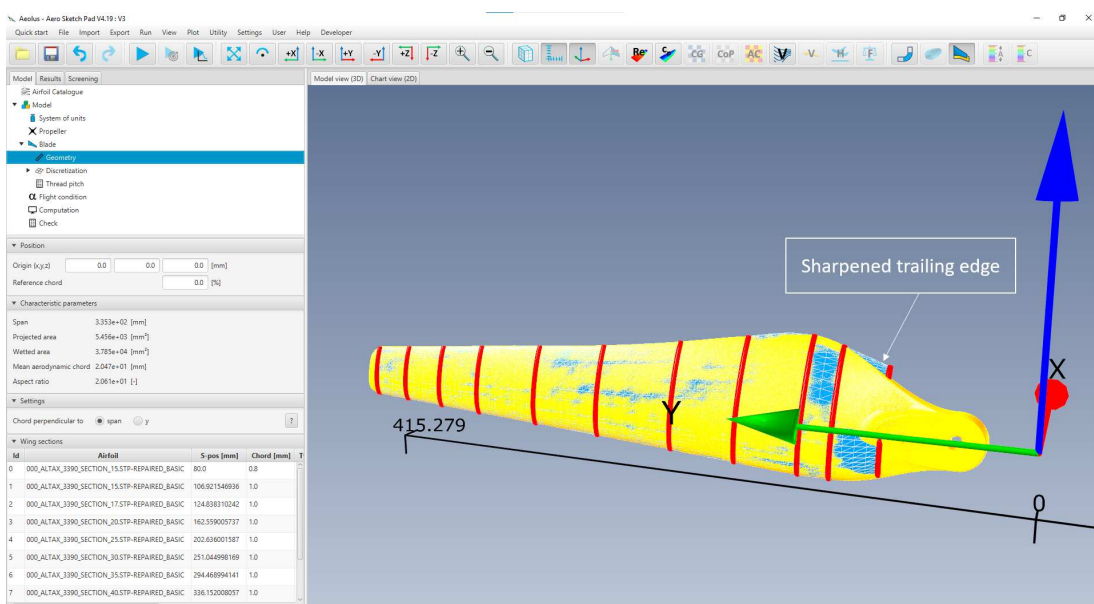 Aeolus - Aero Sketch Pad V4.19 : V3
Quick start File Import Export Run View Plot Utility Settings User Help Developer
+X -X +Y -Y +Z -Z Re CP CG CoP AC V -V- H F A C
Model Results Screening
Model view (3D) Chart view (2D)
Airfoil Catalogue
Model
System of units
Propeller
Blade
Geometry
Discretization
Thread pitch
α Flight condition
Computation
Check
Position
Origin (x,y,z) 0.0 0.0 0.0 [mm]
Reference chord 0.0 [%]
Characteristic parameters
Span 3.353e+02 [mm]
Projected area 5.456e+03 [mm²]
Wetted area 3.785e+04 [mm²]
Mean aerodynamic chord 2.047e+01 [mm]
Aspect ratio 2.061e+01 [-]
Settings
Chord perpendicular to span y ?
Wing sections
Id Airfoil S-pos [mm] Chord [mm] T
0 000_ALTAX_3390_SECTION_15.STP-REPAIRED_BASIC 80.0 0.8
1 000_ALTAX_3390_SECTION_15.STP-REPAIRED_BASIC 106.921546936 1.0
2 000_ALTAX_3390_SECTION_17.STP-REPAIRED_BASIC 124.838310242 1.0
3 000_ALTAX_3390_SECTION_20.STP-REPAIRED_BASIC 162.559005737 1.0
4 000_ALTAX_3390_SECTION_25.STP-REPAIRED_BASIC 202.636001587 1.0
5 000_ALTAX_3390_SECTION_30.STP-REPAIRED_BASIC 251.044998169 1.0
6 000_ALTAX_3390_SECTION_35.STP-REPAIRED_BASIC 294.468994141 1.0
7 000_ALTAX_3390_SECTION_40.STP-REPAIRED_BASIC 336.152008057 1.0
Sharpened trailing edge
X
Y
415.279
0